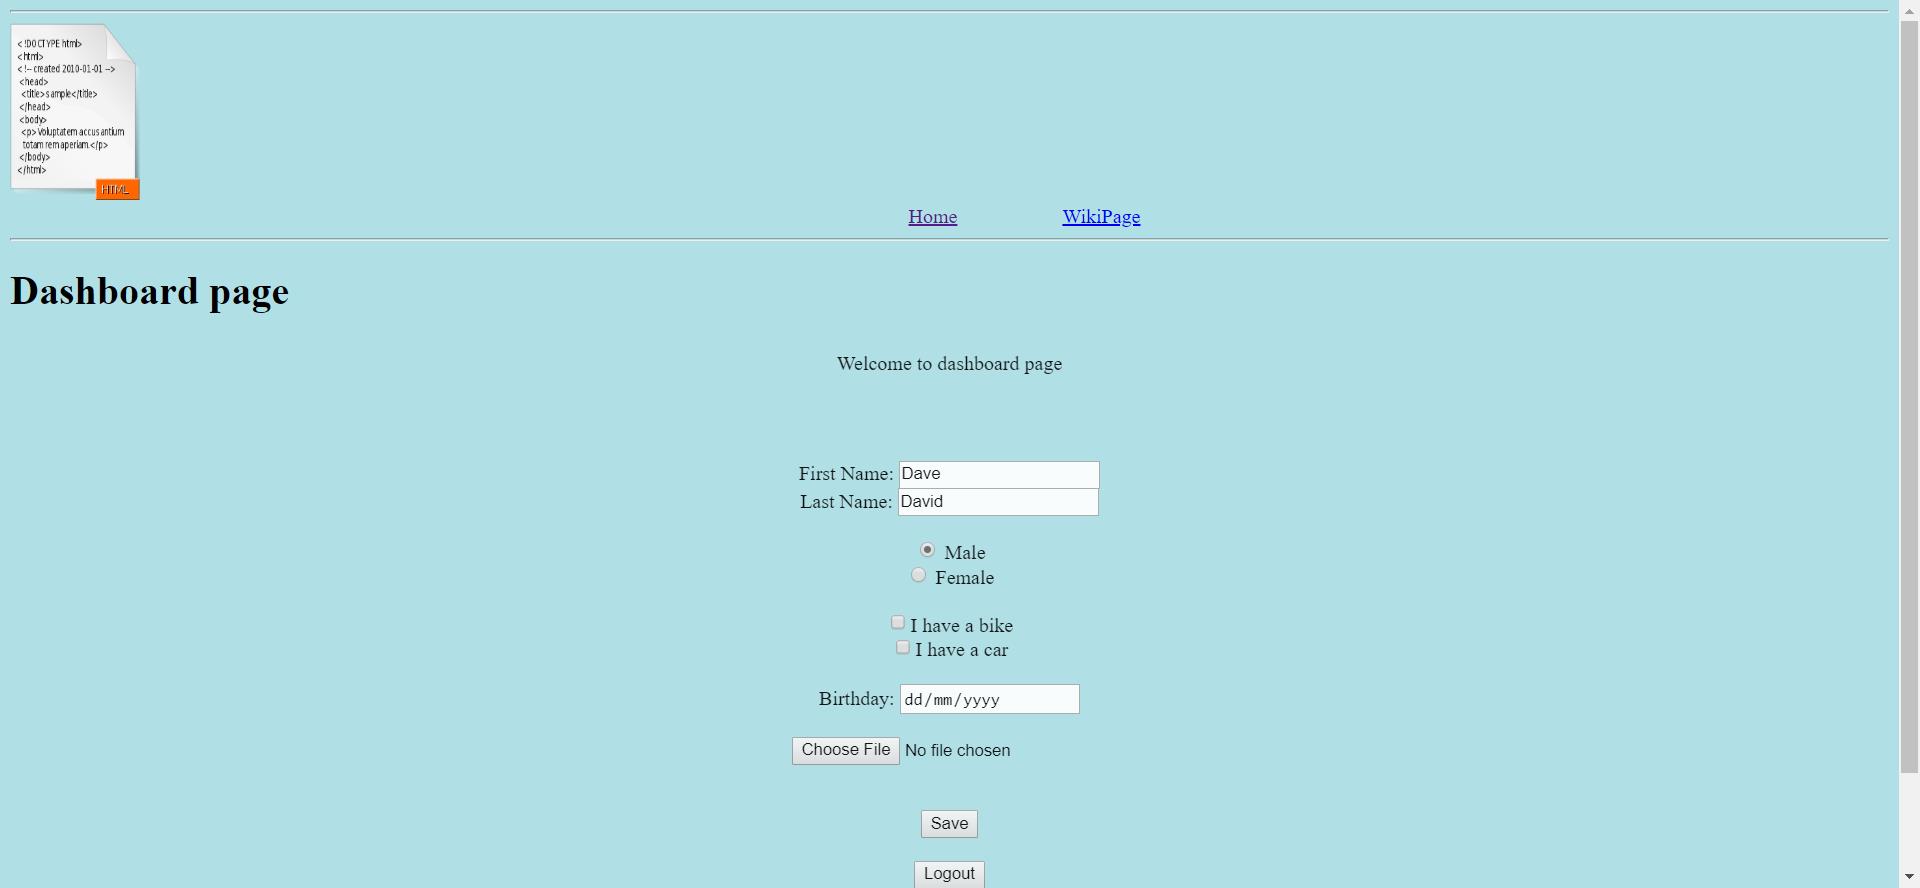 < !DOCTYPE html>
<html>
< !-- created 2010-01-01 -->
<head>
<title>sample</title>
</head>
<body>
<p>Voluptatem accusantium
totam rem aperiam.</p>
</body>
</html>
HTML
Home WikiPage
Dashboard page
Welcome to dashboard page
First Name: Dave
Last Name: David
Male
Female
I have a bike
I have a car
Birthday: dd/mm/yyyy
Choose File No file chosen
Save
Logout